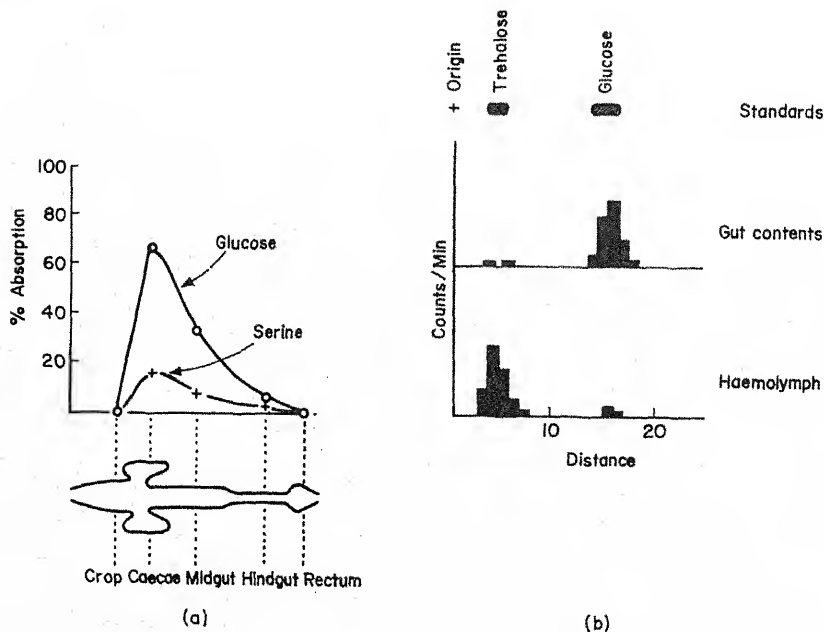 % Absorption
100
80
60
40
20
Glucose
Serine
Crop Caecae Midgut Hindgut Rectum
(a)
+ Origin
Trehalose
Glucose
Standards
Gut contents
Counts/Min
Haemolymph
10
20
Distance
(b)